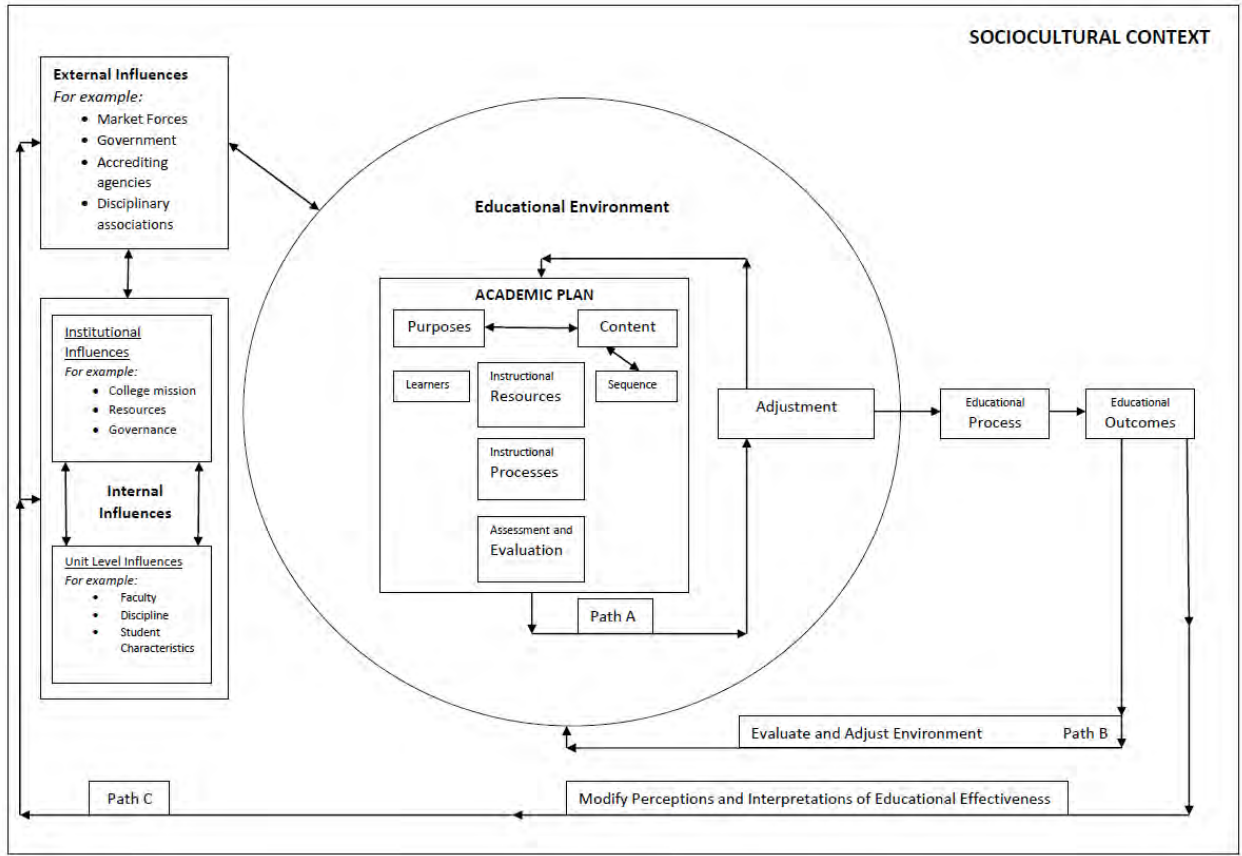 SOCIOCULTURAL CONTEXT
External Influences
For example:
• Market Forces
• Government
• Accrediting
agencies
• Disciplinary
associations
Institutional
Influences
For example:
• College mission
• Resources
• Governance
Internal
Influences
Unit Level Influences
For example:
• Faculty
• Discipline
• Student
Characteristics
Educational Environment
ACADEMIC PLAN
Purposes
Content
Learners
Instructional
Resources
Sequence
Instructional
Processes
Assessment and
Evaluation
Path A
Adjustment
Educational
Process
Educational
Outcomes
Evaluate and Adjust Environment Path B
Modify Perceptions and Interpretations of Educational Effectiveness
Path C